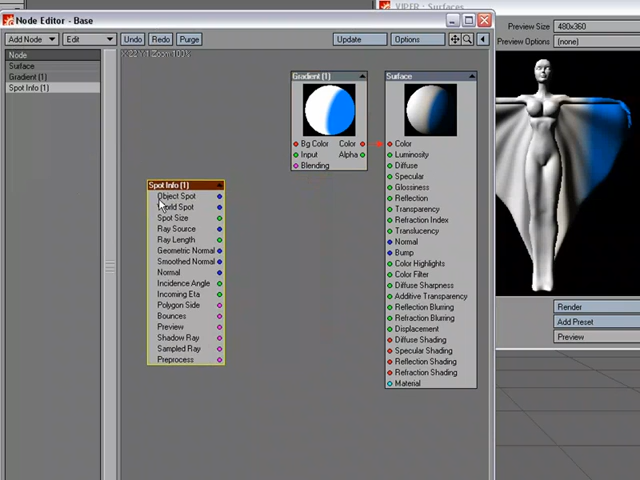 Node Editor - Base
VIPER : Surfaces
Add Node
Edit
Undo
Redo
Purge
Update
Options
Preview Size 480x360
Preview Options (none)
Node
Surface
Gradient (1)
Spot Info (1)
X:22 Y:1 Zoom:100%
Gradient (1)
Bg Color
Color
Input
Alpha
Blending
Surface
Color
Luminosity
Diffuse
Specular
Glossiness
Reflection
Transparency
Refraction Index
Translucency
Normal
Bump
Color Highlights
Color Filter
Diffuse Sharpness
Additive Transparency
Reflection Blurring
Refraction Blurring
Displacement
Diffuse Shading
Specular Shading
Reflection Shading
Refraction Shading
Material
Spot Info (1)
Object Spot
World Spot
Spot Size
Ray Source
Ray Length
Geometric Normal
Smoothed Normal
Normal
Incidence Angle
Incoming Eta
Polygon Side
Bounces
Preview
Shadow Ray
Sampled Ray
Preprocess
Render
Add Preset
Preview